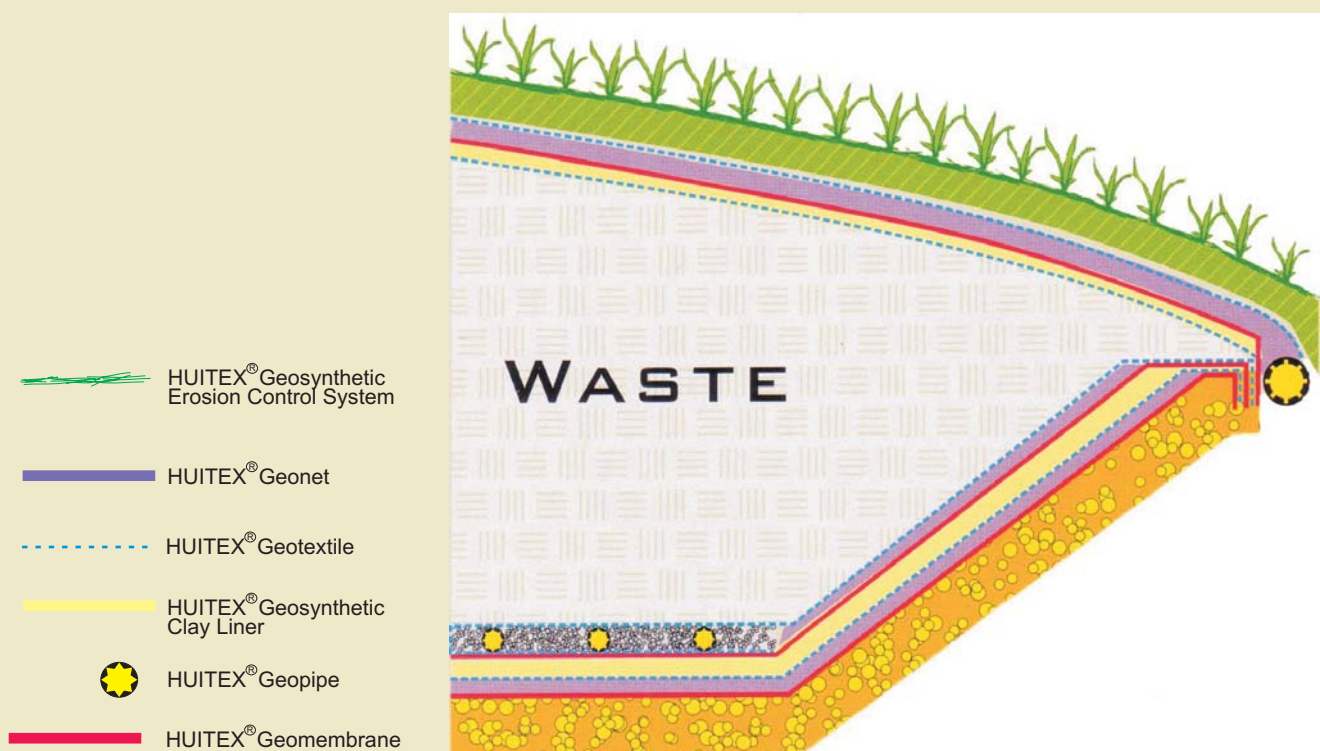 WASTE
HUITEX® Geosynthetic
Erosion Control System
HUITEX® Geonet
HUITEX® Geotextile
HUITEX® Geosynthetic
Clay Liner
HUITEX® Geopipe
HUITEX® Geomembrane